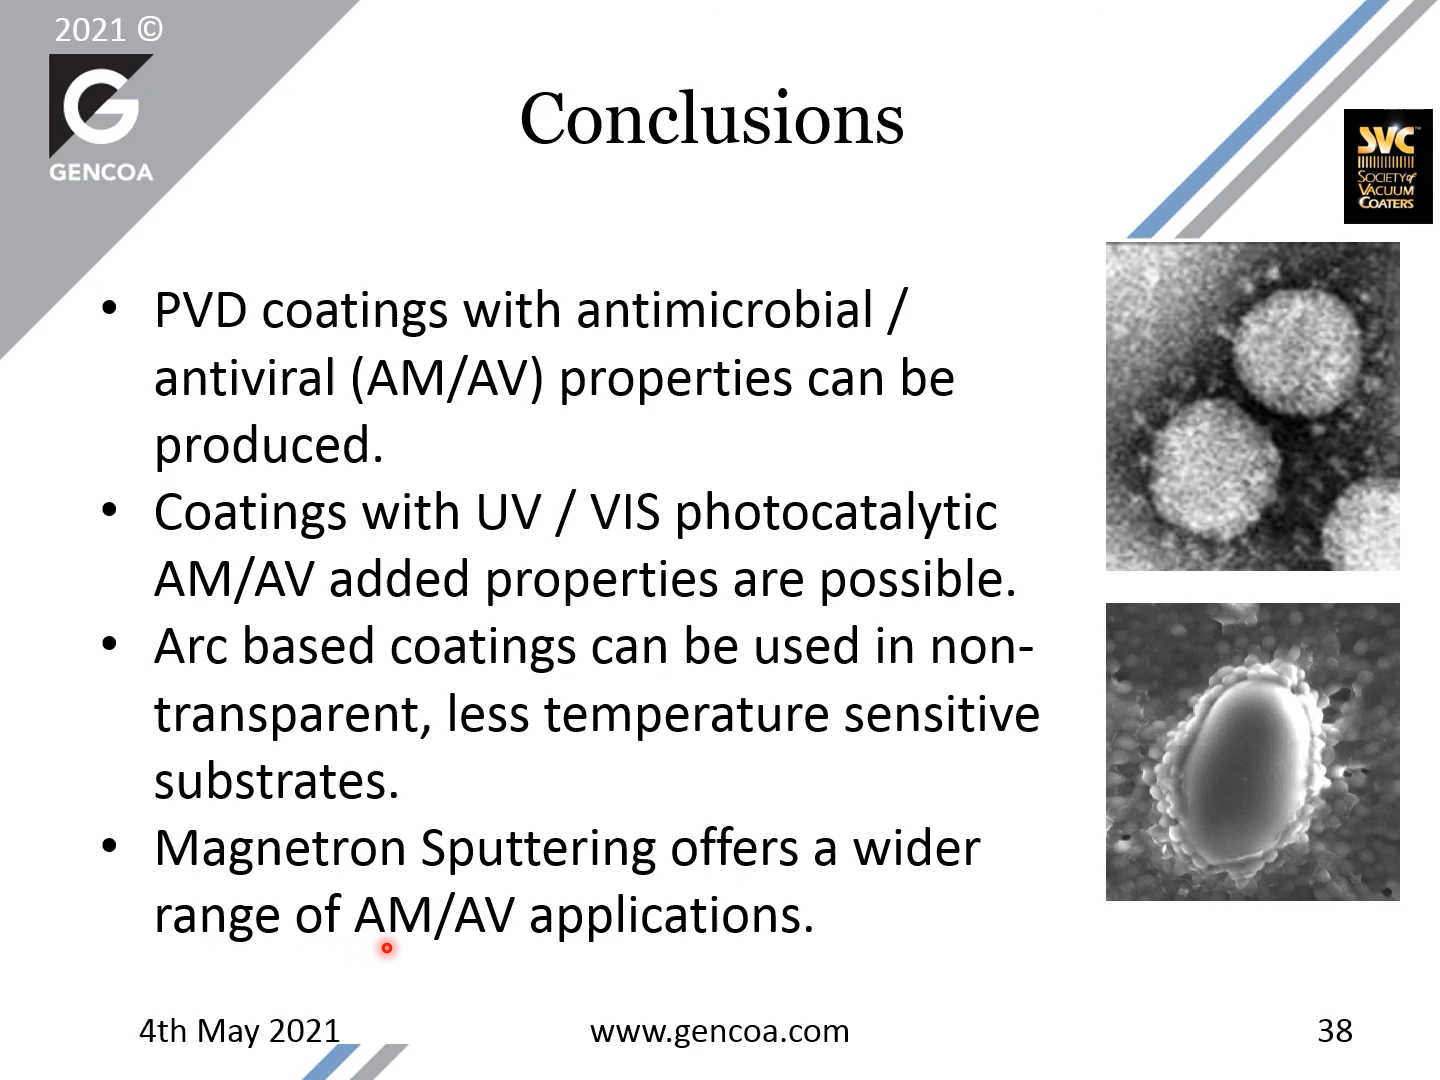 2021 ©
G
GENCOA
Conclusions
SVC™
SOCIETY of
VACUUM
COATERS
• PVD coatings with antimicrobial /
antiviral (AM/AV) properties can be
produced.
• Coatings with UV / VIS photocatalytic
AM/AV added properties are possible.
• Arc based coatings can be used in non-
transparent, less temperature sensitive
substrates.
• Magnetron Sputtering offers a wider
range of AM/AV applications.
4th May 2021
www.gencoa.com
38